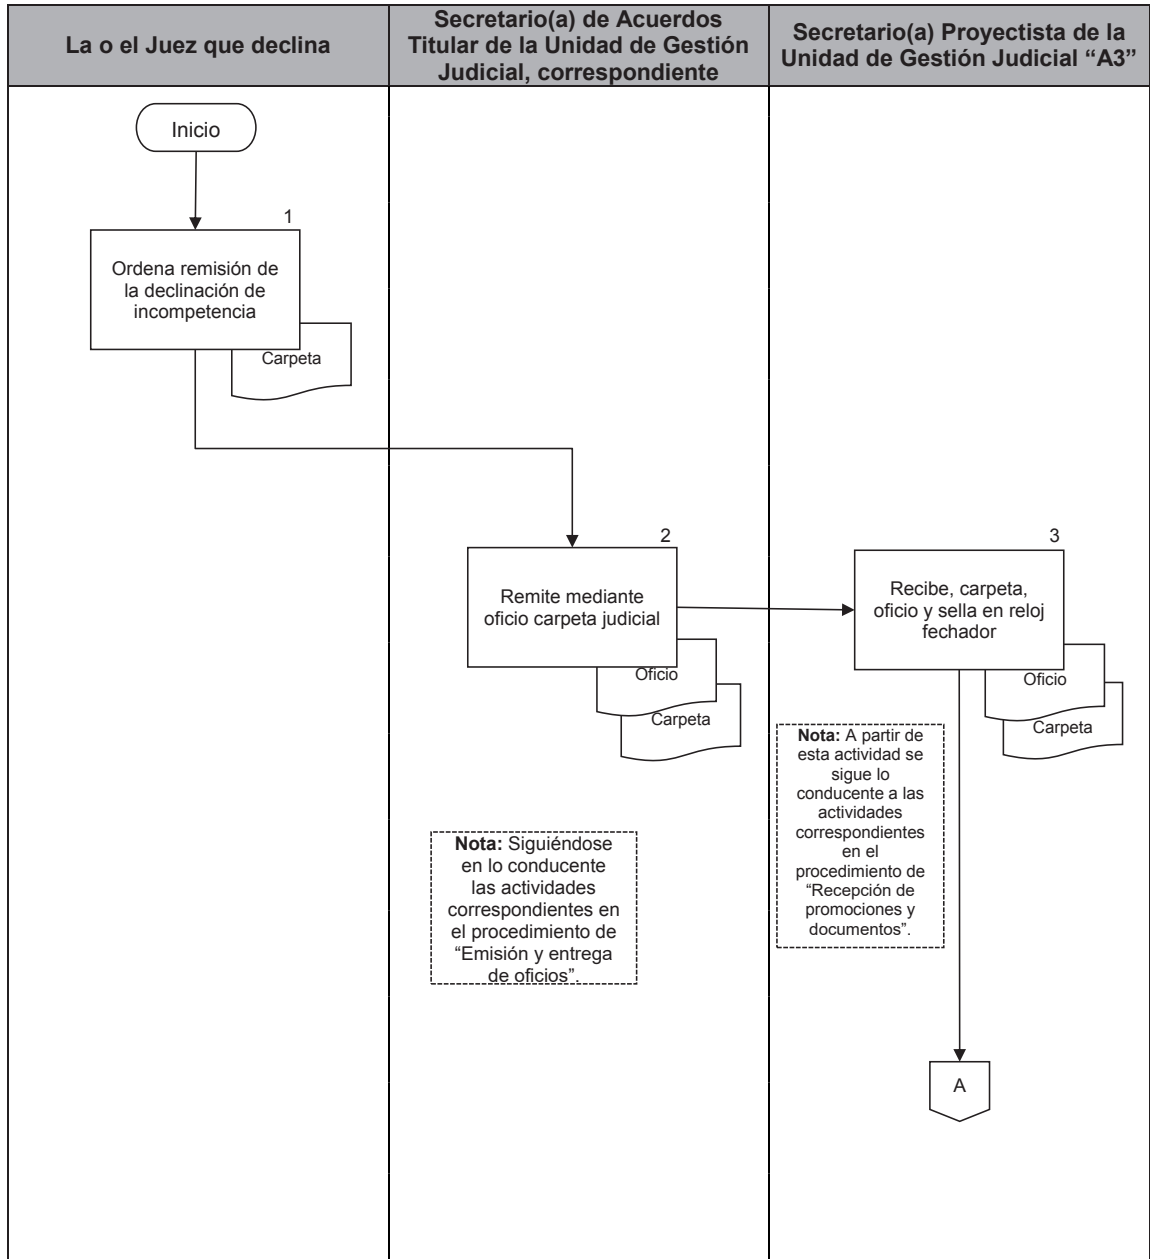 La o el Juez que declina
Secretario(a) de Acuerdos
Titular de la Unidad de Gestión
Judicial, correspondiente
Secretario(a) Proyectista de la
Unidad de Gestión Judicial “A3”
Inicio
1
Ordena remisión de
la declinación de
incompetencia
Carpeta
2
Remite mediante
oficio carpeta judicial
Oficio
Carpeta
Nota: Siguiéndose
en lo conducente
las actividades
correspondientes en
el procedimiento de
“Emisión y entrega
de oficios”.
3
Recibe, carpeta,
oficio y sella en reloj
fechador
Oficio
Carpeta
Nota: A partir de
esta actividad se
sigue lo
conducente a las
actividades
correspondientes
en el
procedimiento de
“Recepción de
promociones y
documentos”.
A